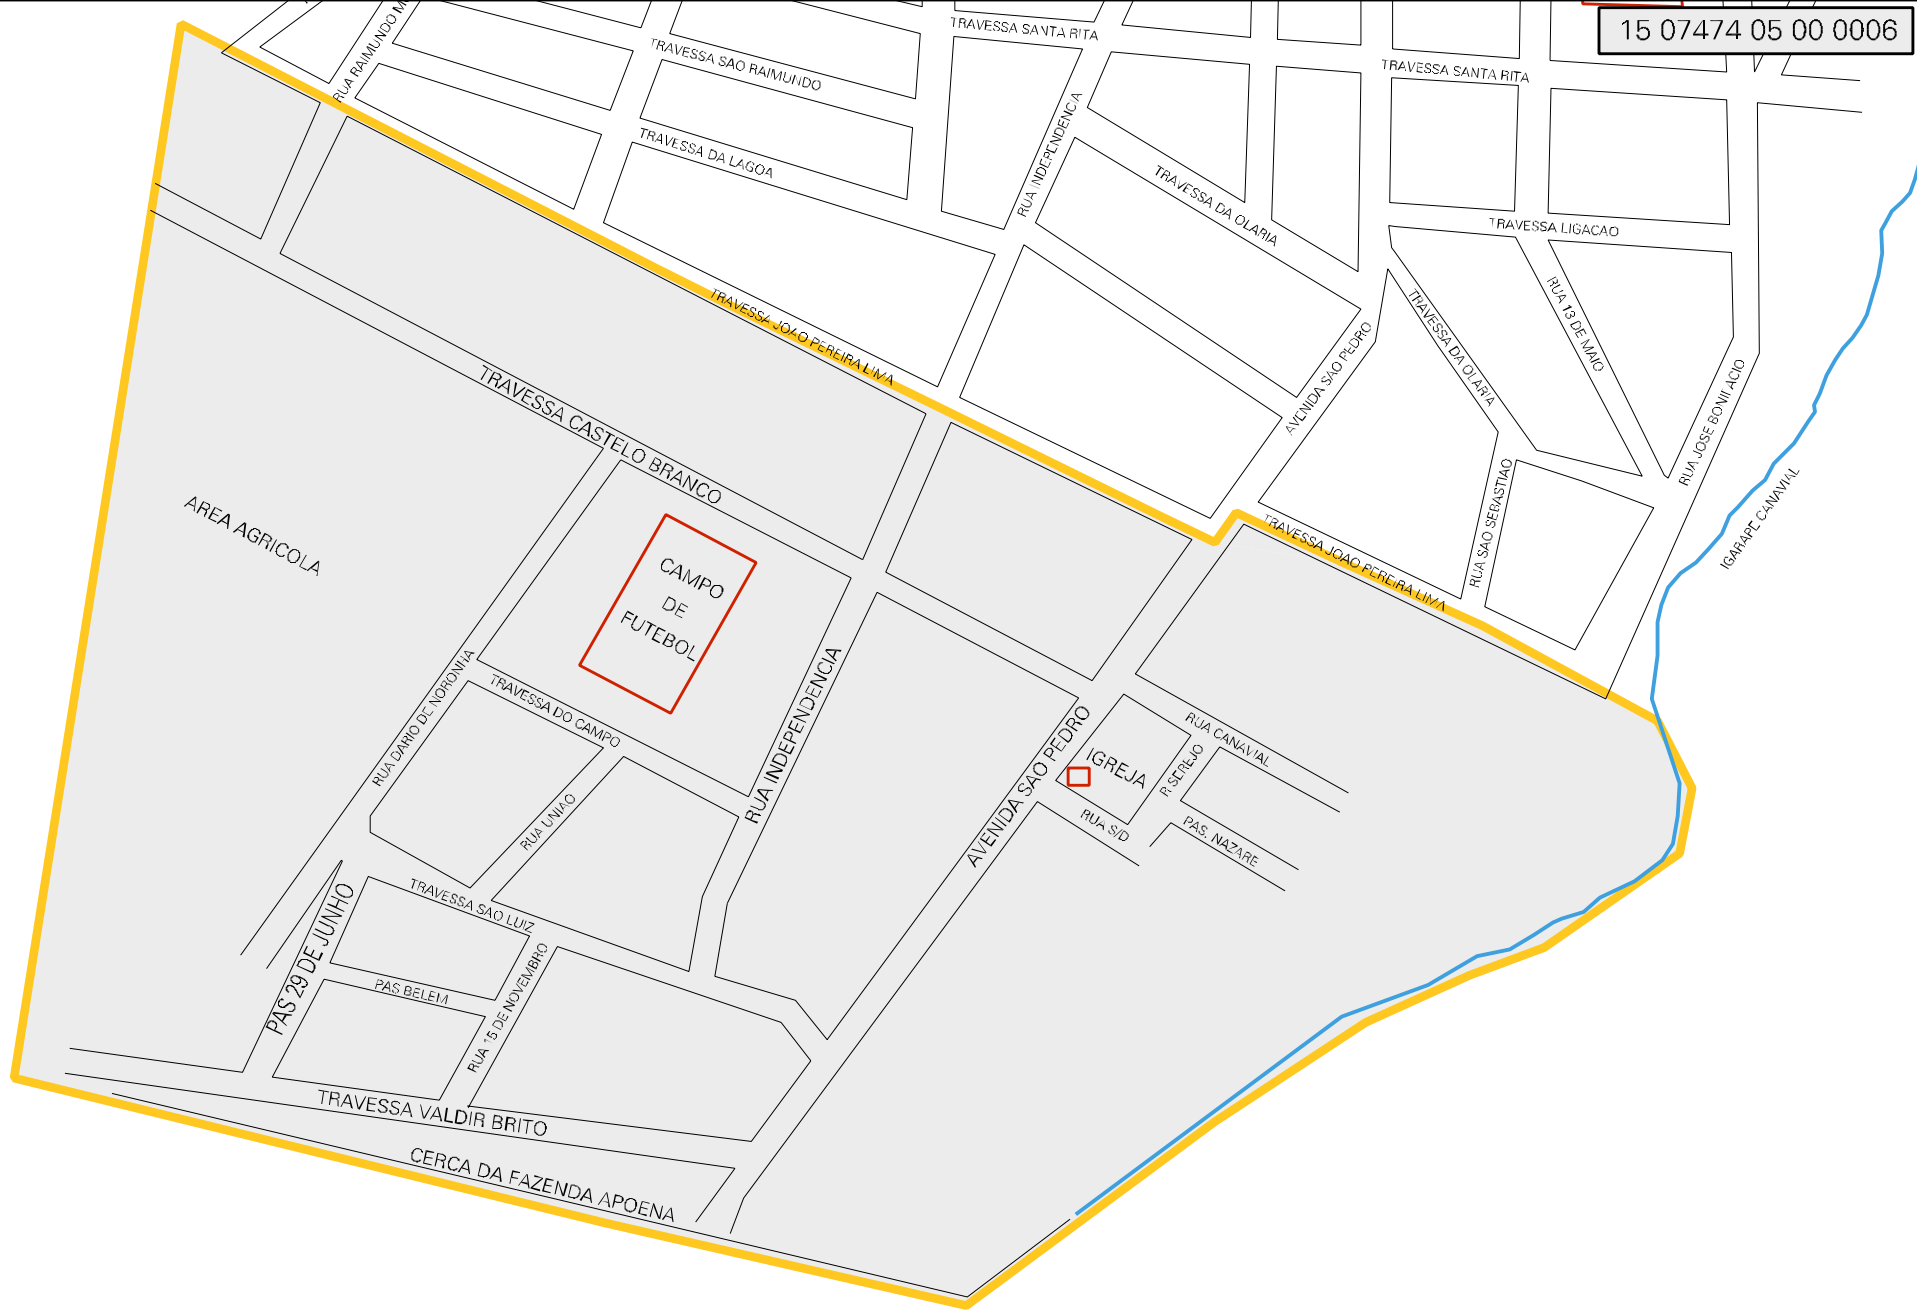 15 07474 05 00 0006
TRAVESSA SANTA RITA
TRAVESSA SAO RAIMUNDO
TRAVESSA SANTA RITA
RUA RAIMUNDO
TRAVESSA DA LAGOA
RUA INDEPENDENCIA
TRAVESSA DA OLARIA
TRAVESSA LIGACAO
RUA 13 DE MAIO
TRAVESSA JOAO PEREIRA LIMA
TRAVESSA DA OLARIA
AVENIDA SAO PEDRO
RUA JOSE BONIFACIO
TRAVESSA CASTELO BRANCO
RUA SAO SEBASTIAO
IGARAPE CANAVIAL
AREA AGRICOLA
TRAVESSA JOAO PEREIRA LIMA
CAMPO
DE
FUTEBOL
RUA DARIO DE NORONHA
TRAVESSA DO CAMPO
RUA INDEPENDENCIA
AVENIDA SAO PEDRO
RUA CANAVIAL
IGREJA
R. SEREJO
RUA S/D
PAS. NAZARE
RUA UNIAO
TRAVESSA SAO LUIZ
PAS 29 DE JUNHO
PAS BELEM
RUA 15 DE NOVEMBRO
TRAVESSA VALDIR BRITO
CERCA DA FAZENDA APOENA